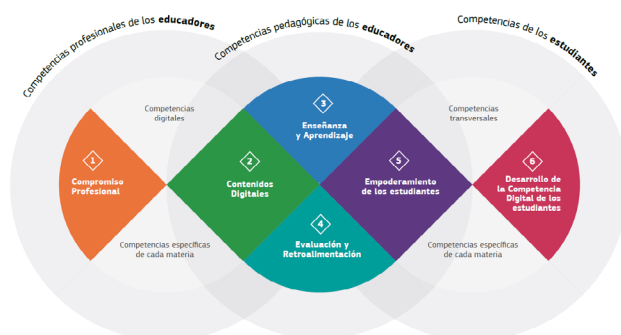 Competencias profesionales de los educadores
Competencias pedagógicas de los educadores
Competencias de los estudiantes
Competencias
digitales
Competencias
transversales
1
Compromiso
Profesional
2
Contenidos
Digitales
3
Enseñanza
y Aprendizaje
4
Evaluación y
Retroalimentación
5
Empoderamiento
de los estudiantes
6
Desarrollo de
la Competencia
Digital de los
estudiantes
Competencias específicas
de cada materia
Competencias específicas
de cada materia